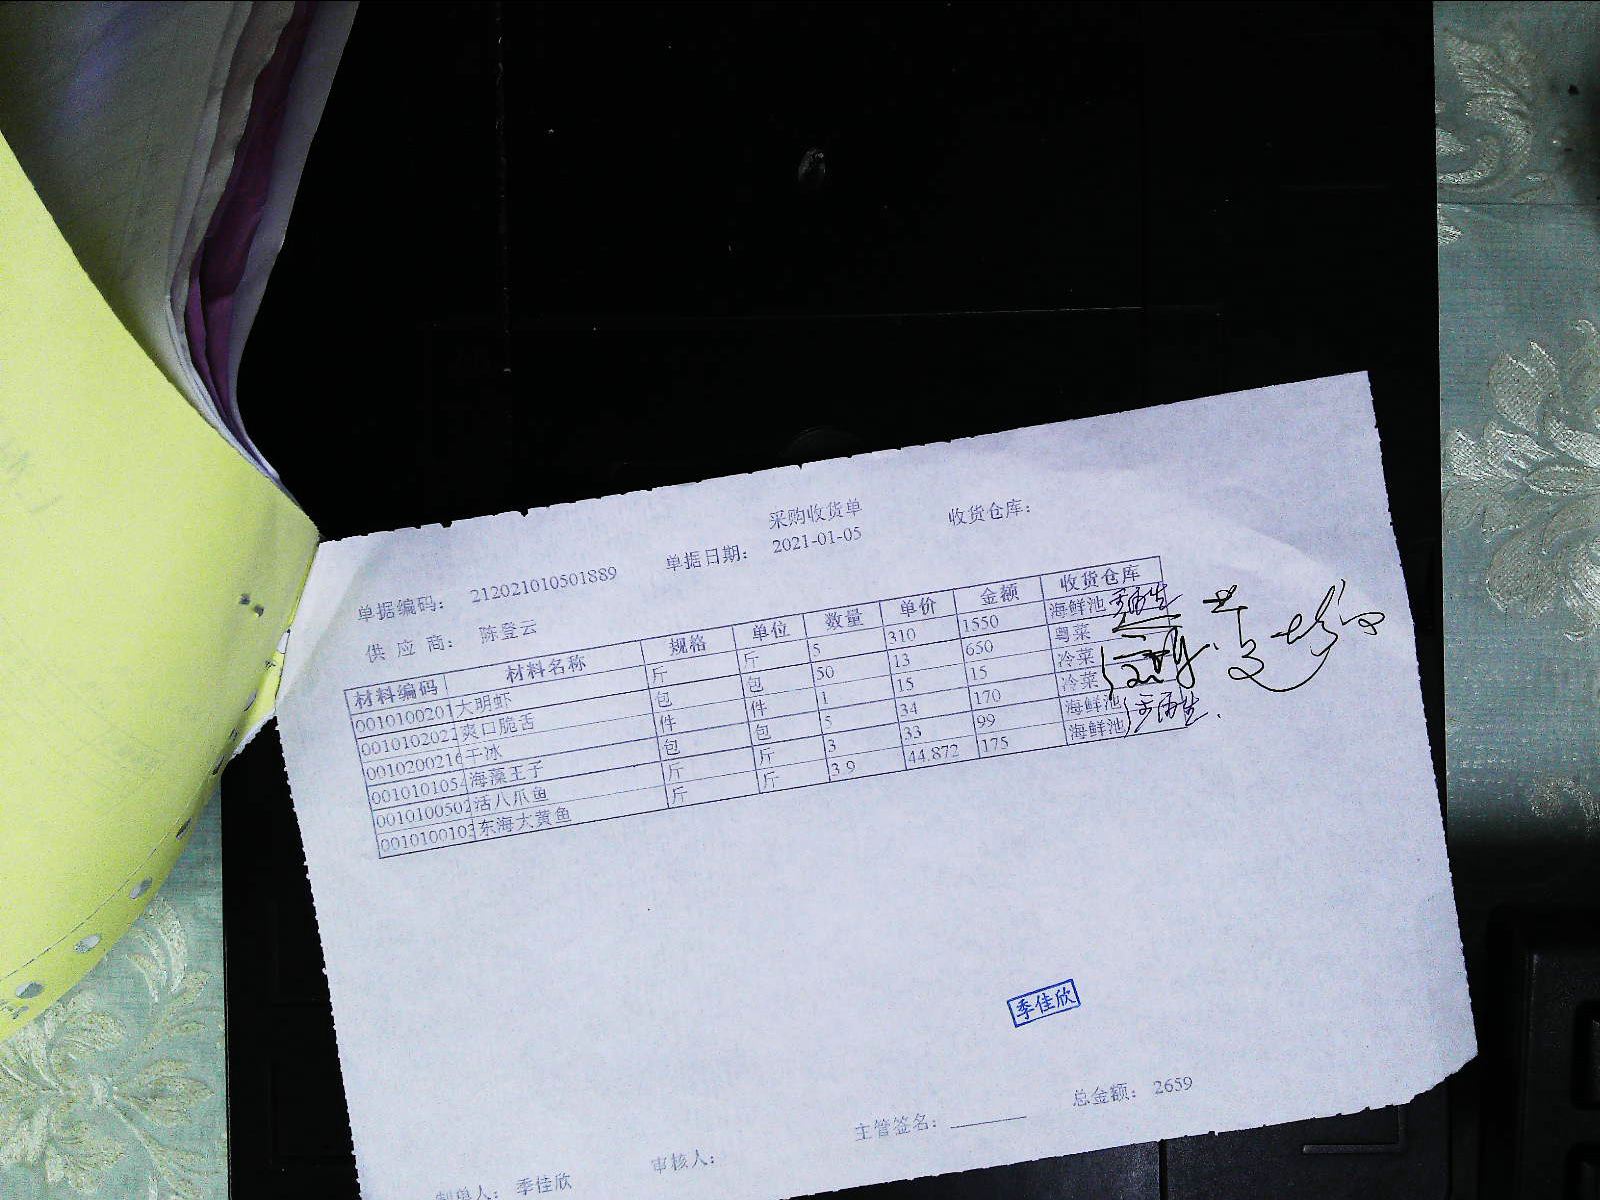 采购收货单
单据编码： 212021010501889 单据日期： 2021-01-05 收货仓库：
供 应 商： 陈登云
材料编码 材料名称 规格 单位 数量 单价 金额 收货仓库
0010100201 大明虾 斤 斤 5 310 1550 海鲜池
0010102022 爽口脆舌 包 包 50 13 650 粤菜
0010200216 干冰 件 件 1 15 15 冷菜
0010101054 海藻王子 包 包 5 34 170 冷菜
0010100502 活八爪鱼 斤 斤 3 33 99 海鲜池
0010100103 东海大黄鱼 斤 斤 3.9 44.872 175 海鲜池
季佳欣
总金额： 2659
制单人： 季佳欣 审核人： 主管签名：